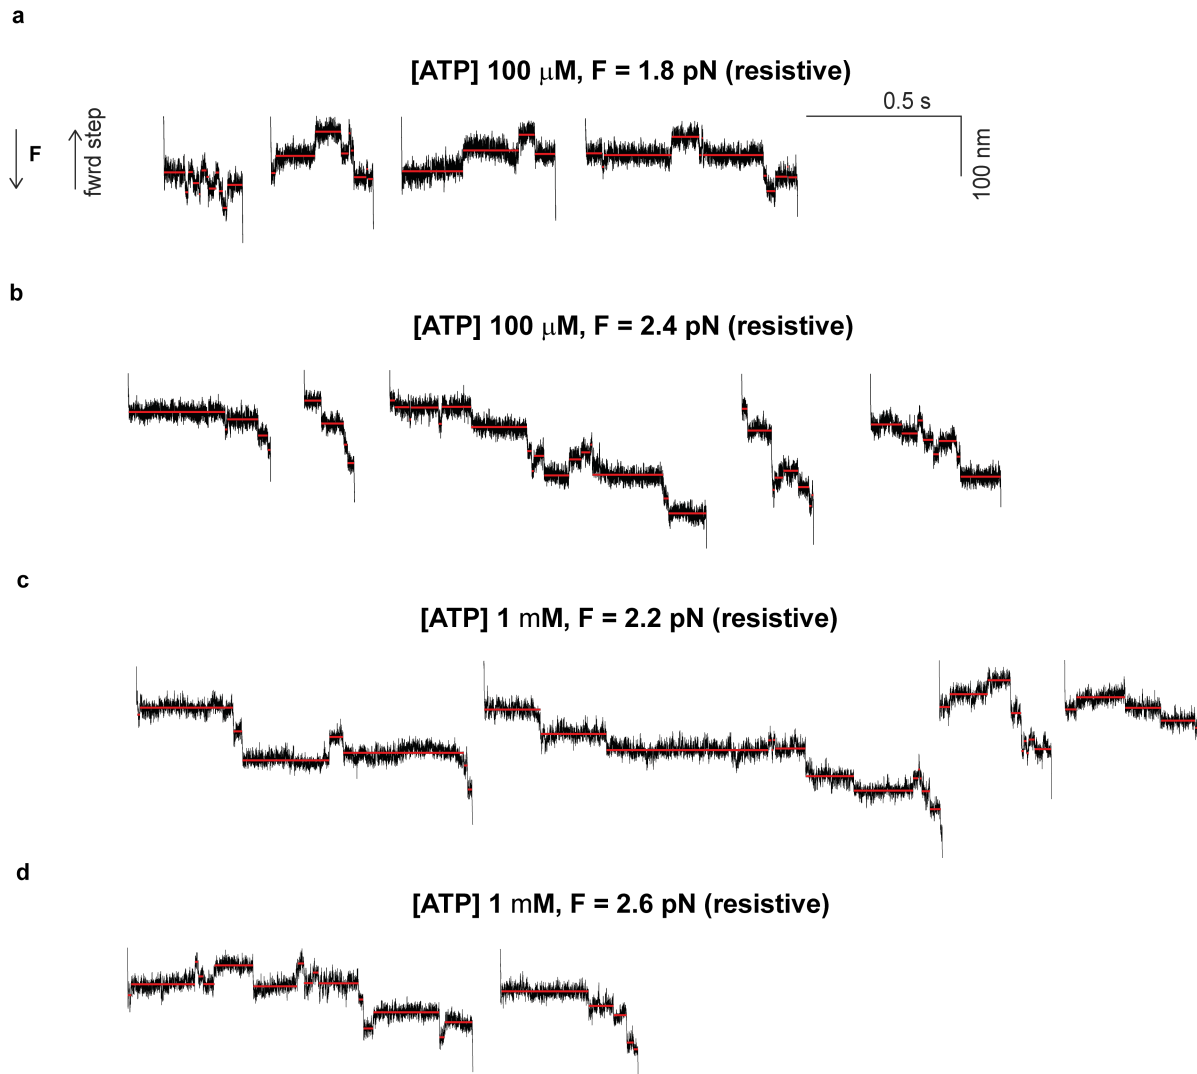 a
[ATP] 100 μM, F = 1.8 pN (resistive)
0.5 s
F
fwrd step
100 nm
b
[ATP] 100 μM, F = 2.4 pN (resistive)
c
[ATP] 1 mM, F = 2.2 pN (resistive)
d
[ATP] 1 mM, F = 2.6 pN (resistive)